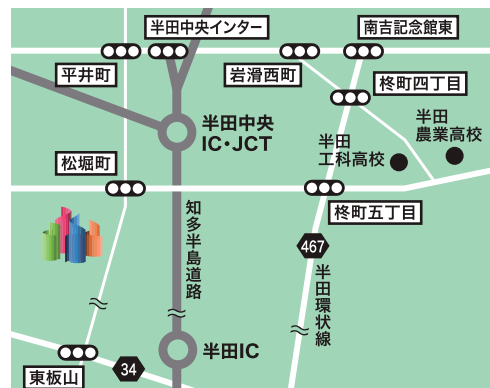 半田中央インター
南吉記念館東
平井町
岩滑西町
柊町四丁目
半田中央
IC・JCT
半田
農業高校
半田
工科高校
松堀町
柊町五丁目
知多半島道路
467
半田環状線
半田IC
東板山
34